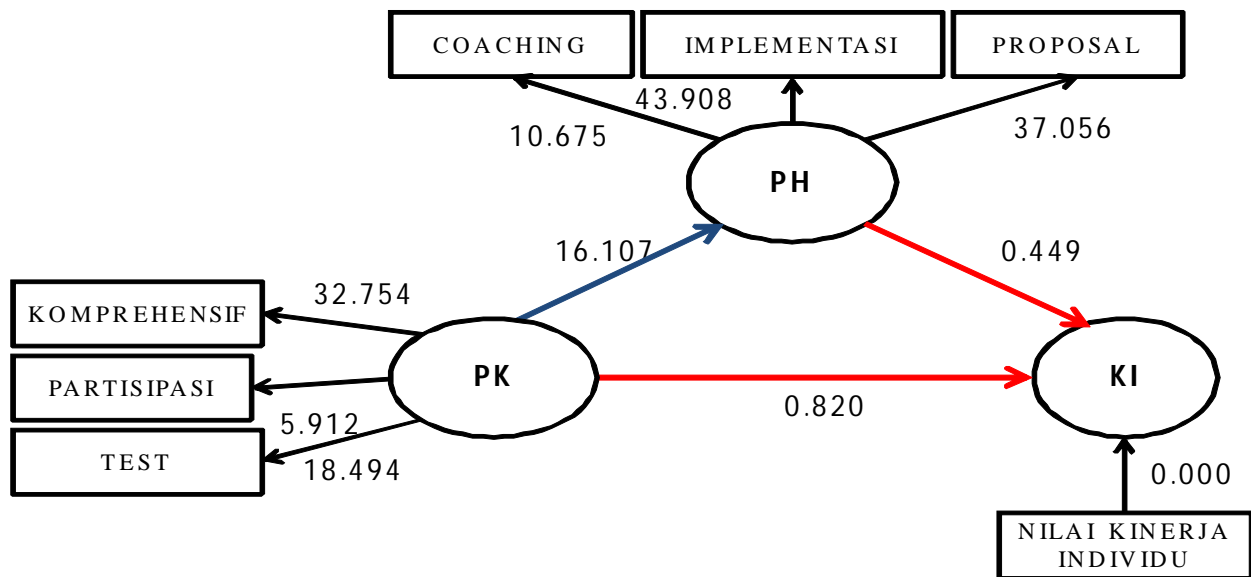 COACHING
IMPLEMENTASI
PROPOSAL
43.908
10.675
37.056
PH
16.107
0.449
32.754
KOMPREHENSIF
PARTISIPASI
PK
KI
0.820
5.912
TEST
18.494
0.000
NILAI KINERJA
INDIVIDU